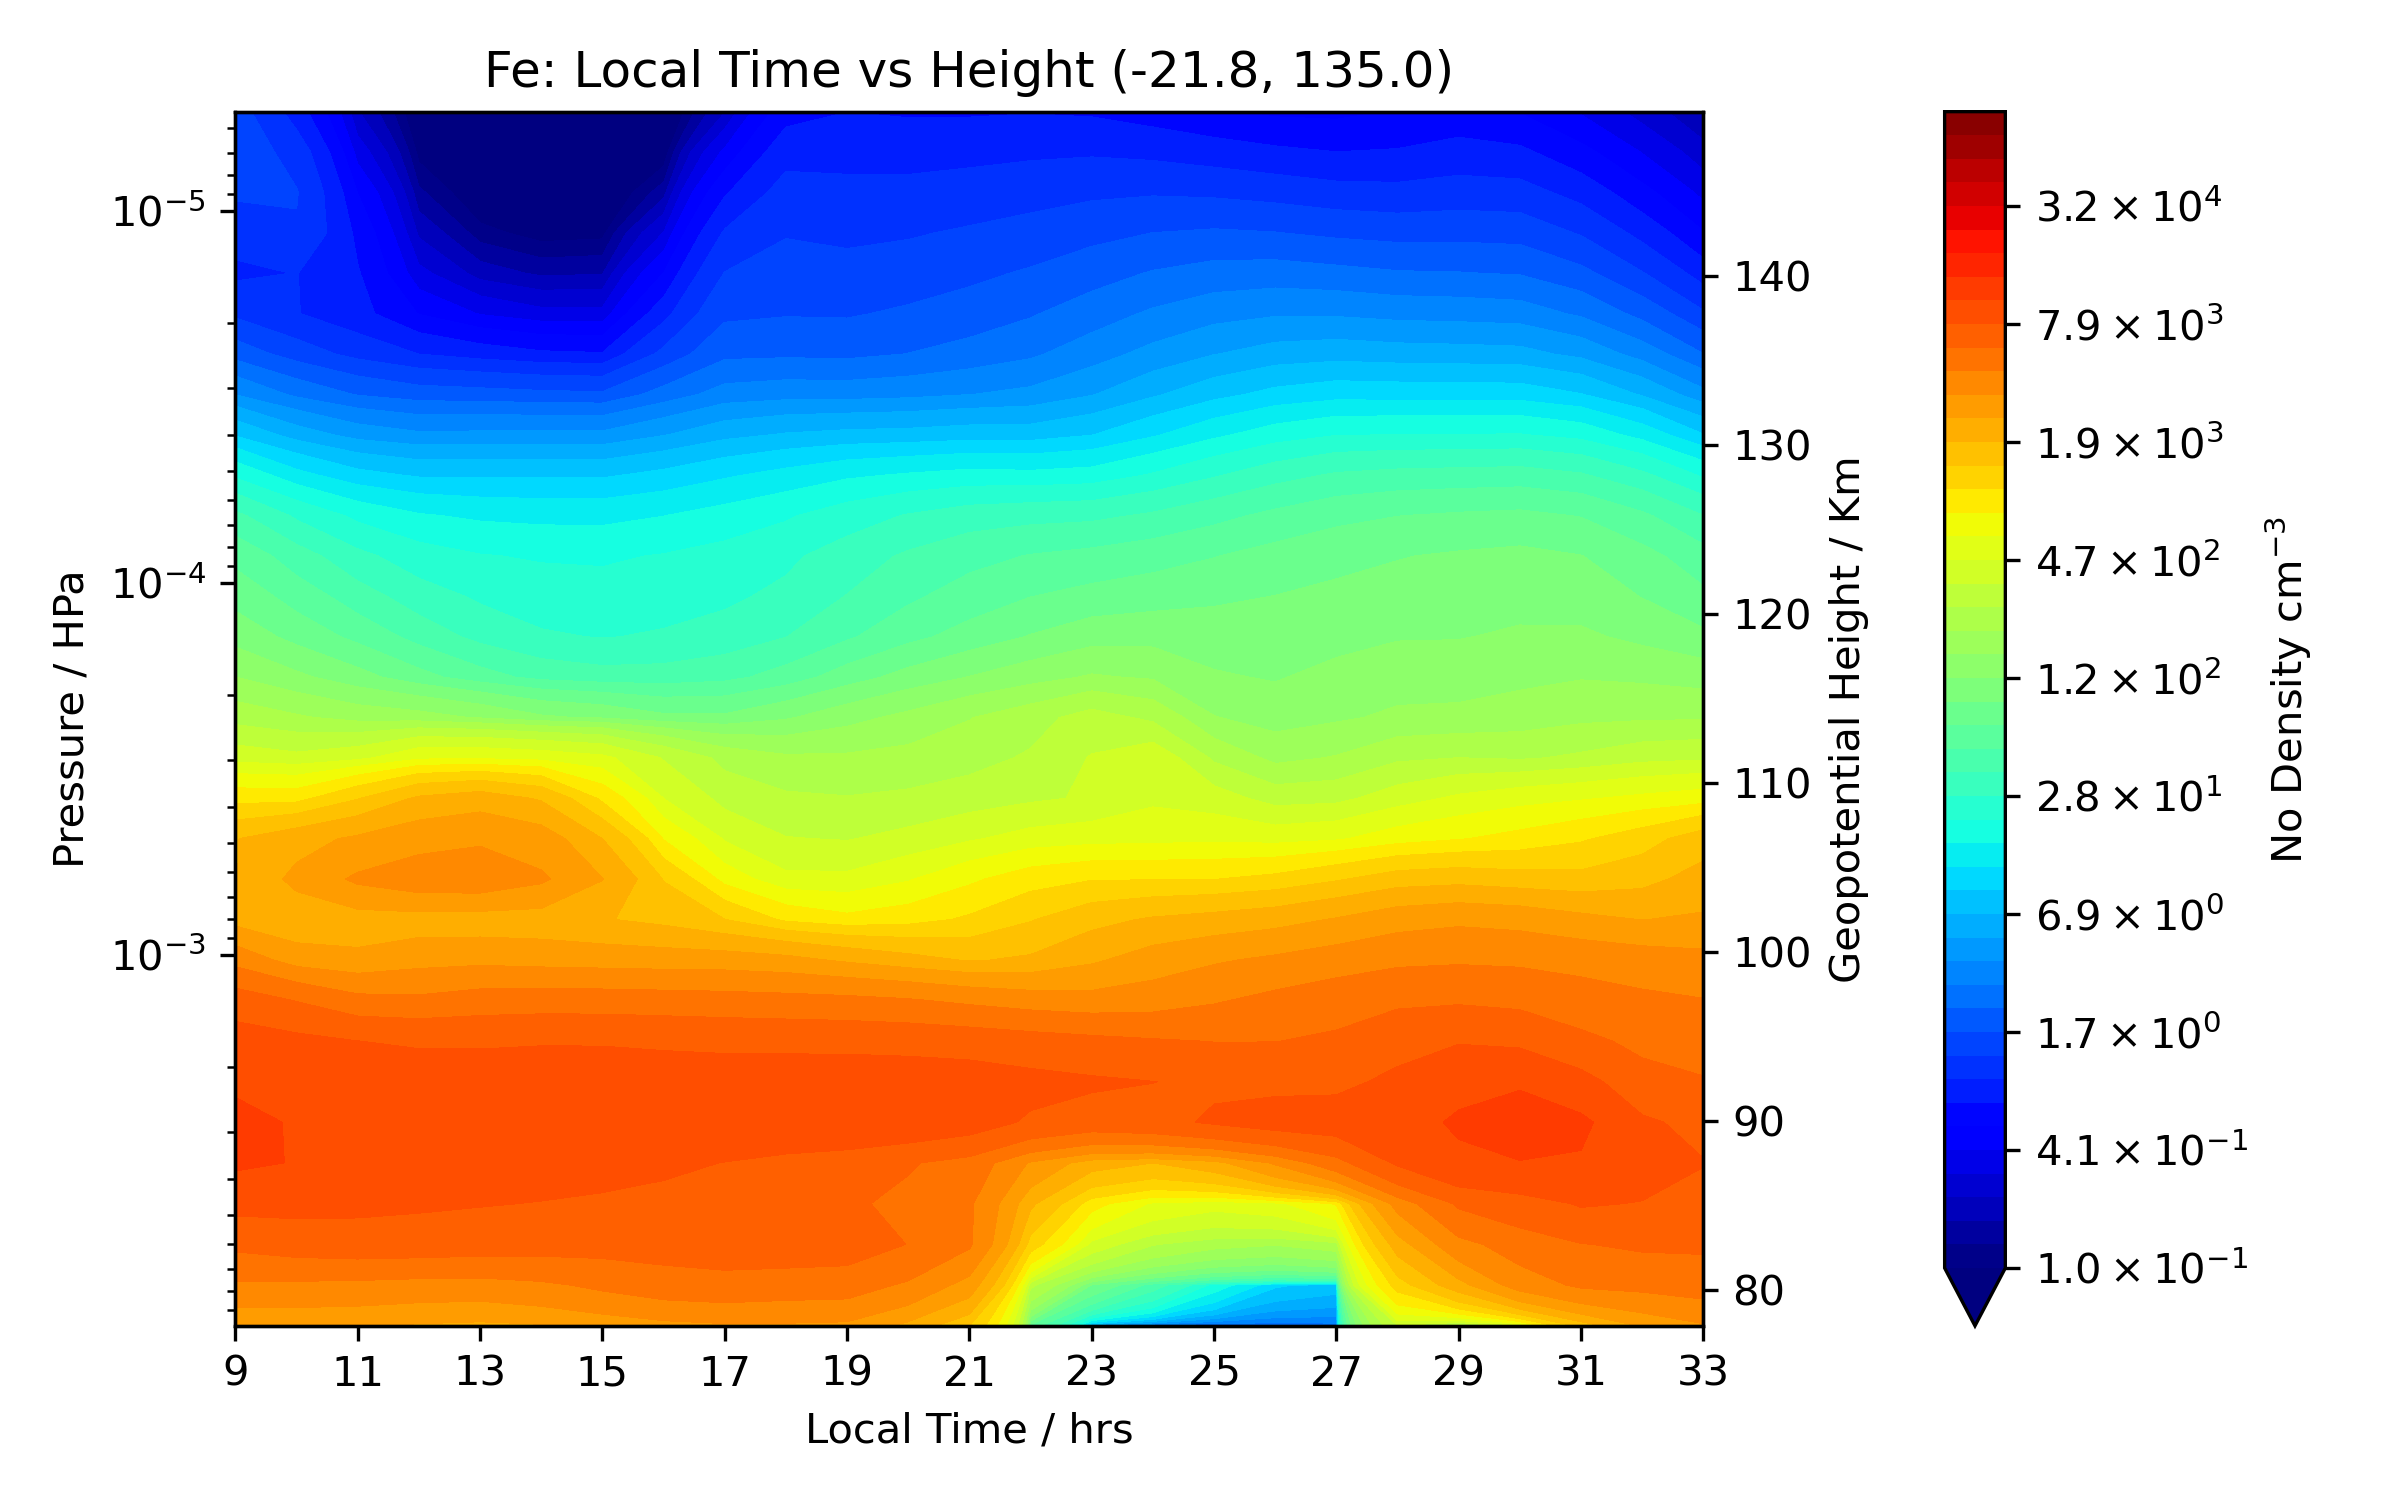 Fe: Local Time vs Height (-21.8, 135.0)
Pressure / HPa
10⁻⁵
10⁻⁴
10⁻³
140
130
120
110
100
90
80
Geopotential Height / Km
9 11 13 15 17 19 21 23 25 27 29 31 33
Local Time / hrs
3.2 × 10⁴
7.9 × 10³
1.9 × 10³
4.7 × 10²
1.2 × 10²
2.8 × 10¹
6.9 × 10⁰
1.7 × 10⁰
4.1 × 10⁻¹
1.0 × 10⁻¹
No Density cm⁻³